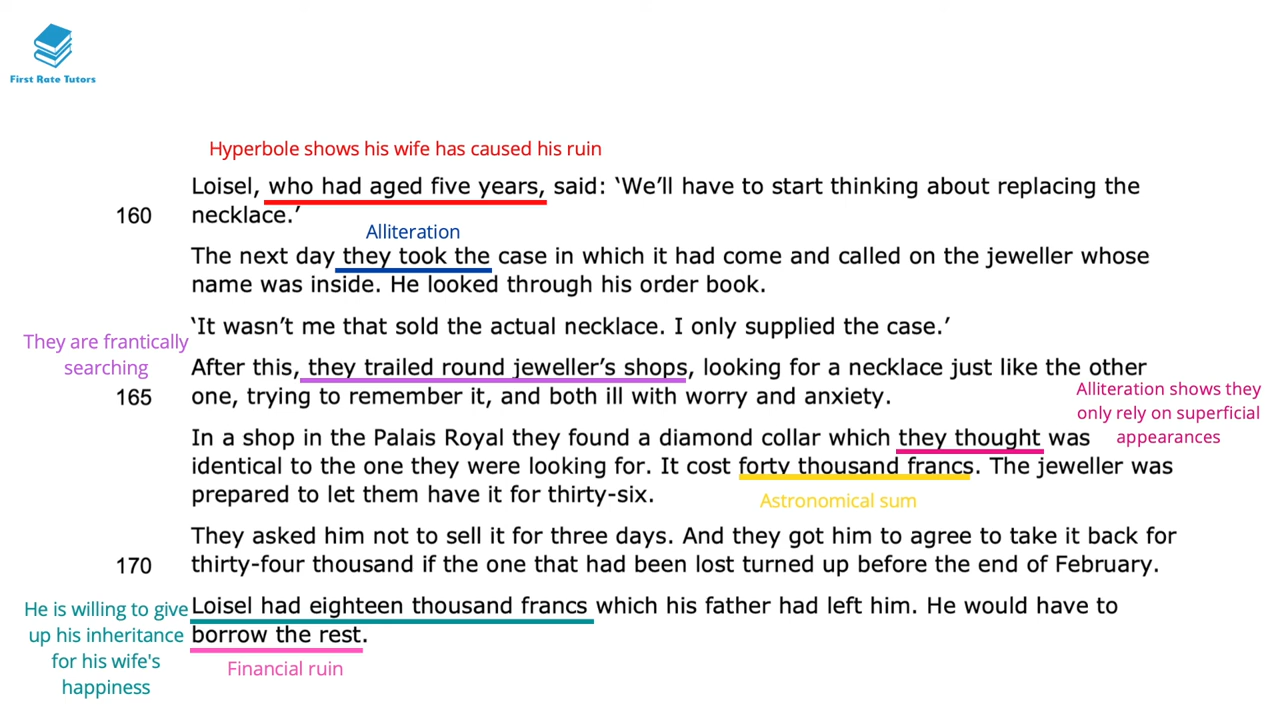 First Rate Tutors
Hyperbole shows his wife has caused his ruin
Loisel, who had aged five years, said: ‘We’ll have to start thinking about replacing the
160 necklace.’
Alliteration
The next day they took the case in which it had come and called on the jeweller whose
name was inside. He looked through his order book.
‘It wasn’t me that sold the actual necklace. I only supplied the case.’
They are frantically
searching
After this, they trailed round jeweller’s shops, looking for a necklace just like the other
165 one, trying to remember it, and both ill with worry and anxiety.
Alliteration shows they
only rely on superficial
appearances
In a shop in the Palais Royal they found a diamond collar which they thought was
identical to the one they were looking for. It cost forty thousand francs. The jeweller was
prepared to let them have it for thirty-six.
Astronomical sum
They asked him not to sell it for three days. And they got him to agree to take it back for
170 thirty-four thousand if the one that had been lost turned up before the end of February.
He is willing to give
up his inheritance
for his wife's
happiness
Loisel had eighteen thousand francs which his father had left him. He would have to
borrow the rest.
Financial ruin